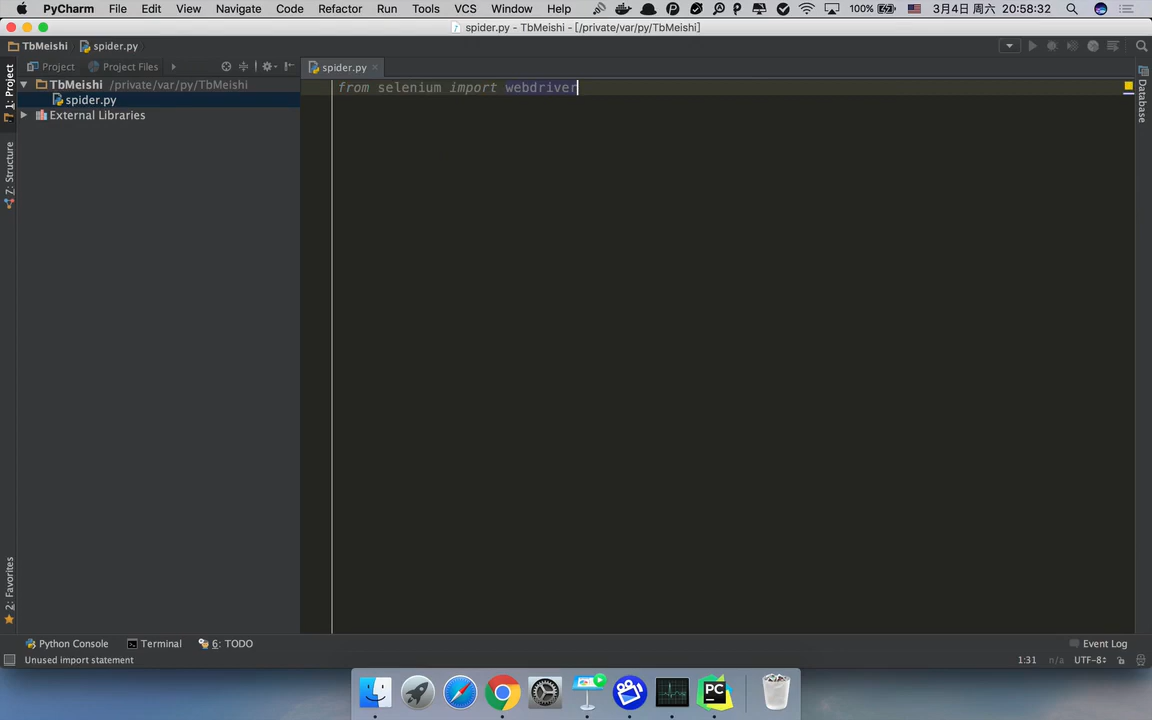 PyCharm File Edit View Navigate Code Refactor Run Tools VCS Window Help 100% 3月4日 周六 20:58:32
spider.py - TbMeishi - [/private/var/py/TbMeishi]
TbMeishi spider.py
1: Project
Project Project Files
spider.py
TbMeishi /private/var/py/TbMeishi
from selenium import webdriver
spider.py
External Libraries
Database
Z: Structure
2: Favorites
Python Console Terminal 6: TODO Event Log
Unused import statement 1:31 n/a UTF-8
PC